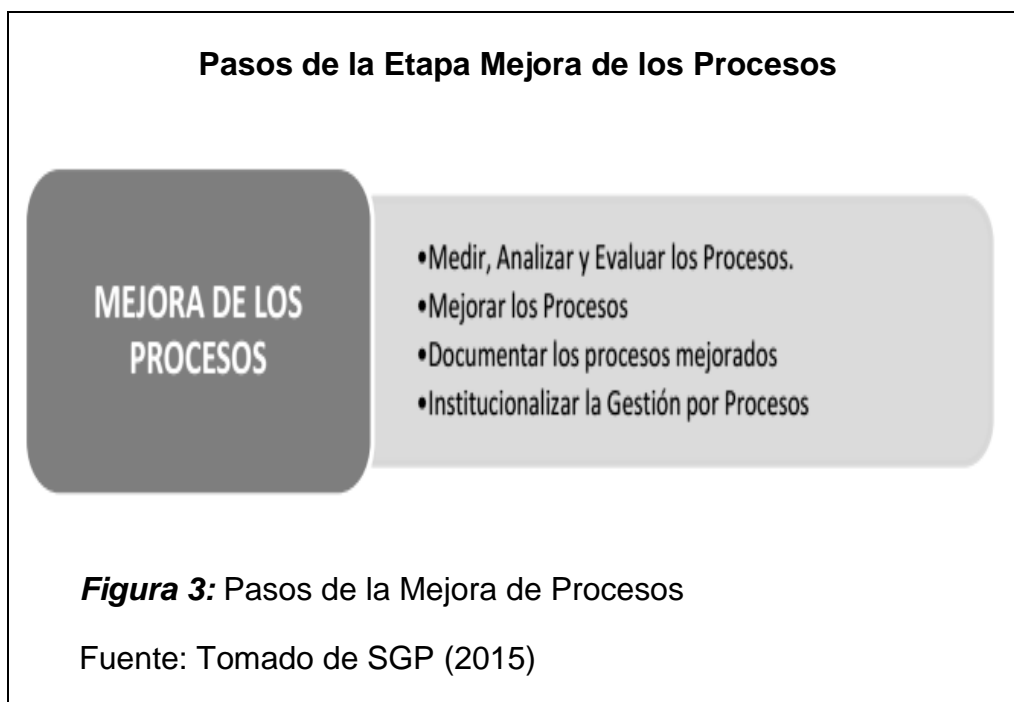 Pasos de la Etapa Mejora de los Procesos
MEJORA DE LOS
PROCESOS
•Medir, Analizar y Evaluar los Procesos.
•Mejorar los Procesos
•Documentar los procesos mejorados
•Institucionalizar la Gestión por Procesos
Figura 3: Pasos de la Mejora de Procesos
Fuente: Tomado de SGP (2015)